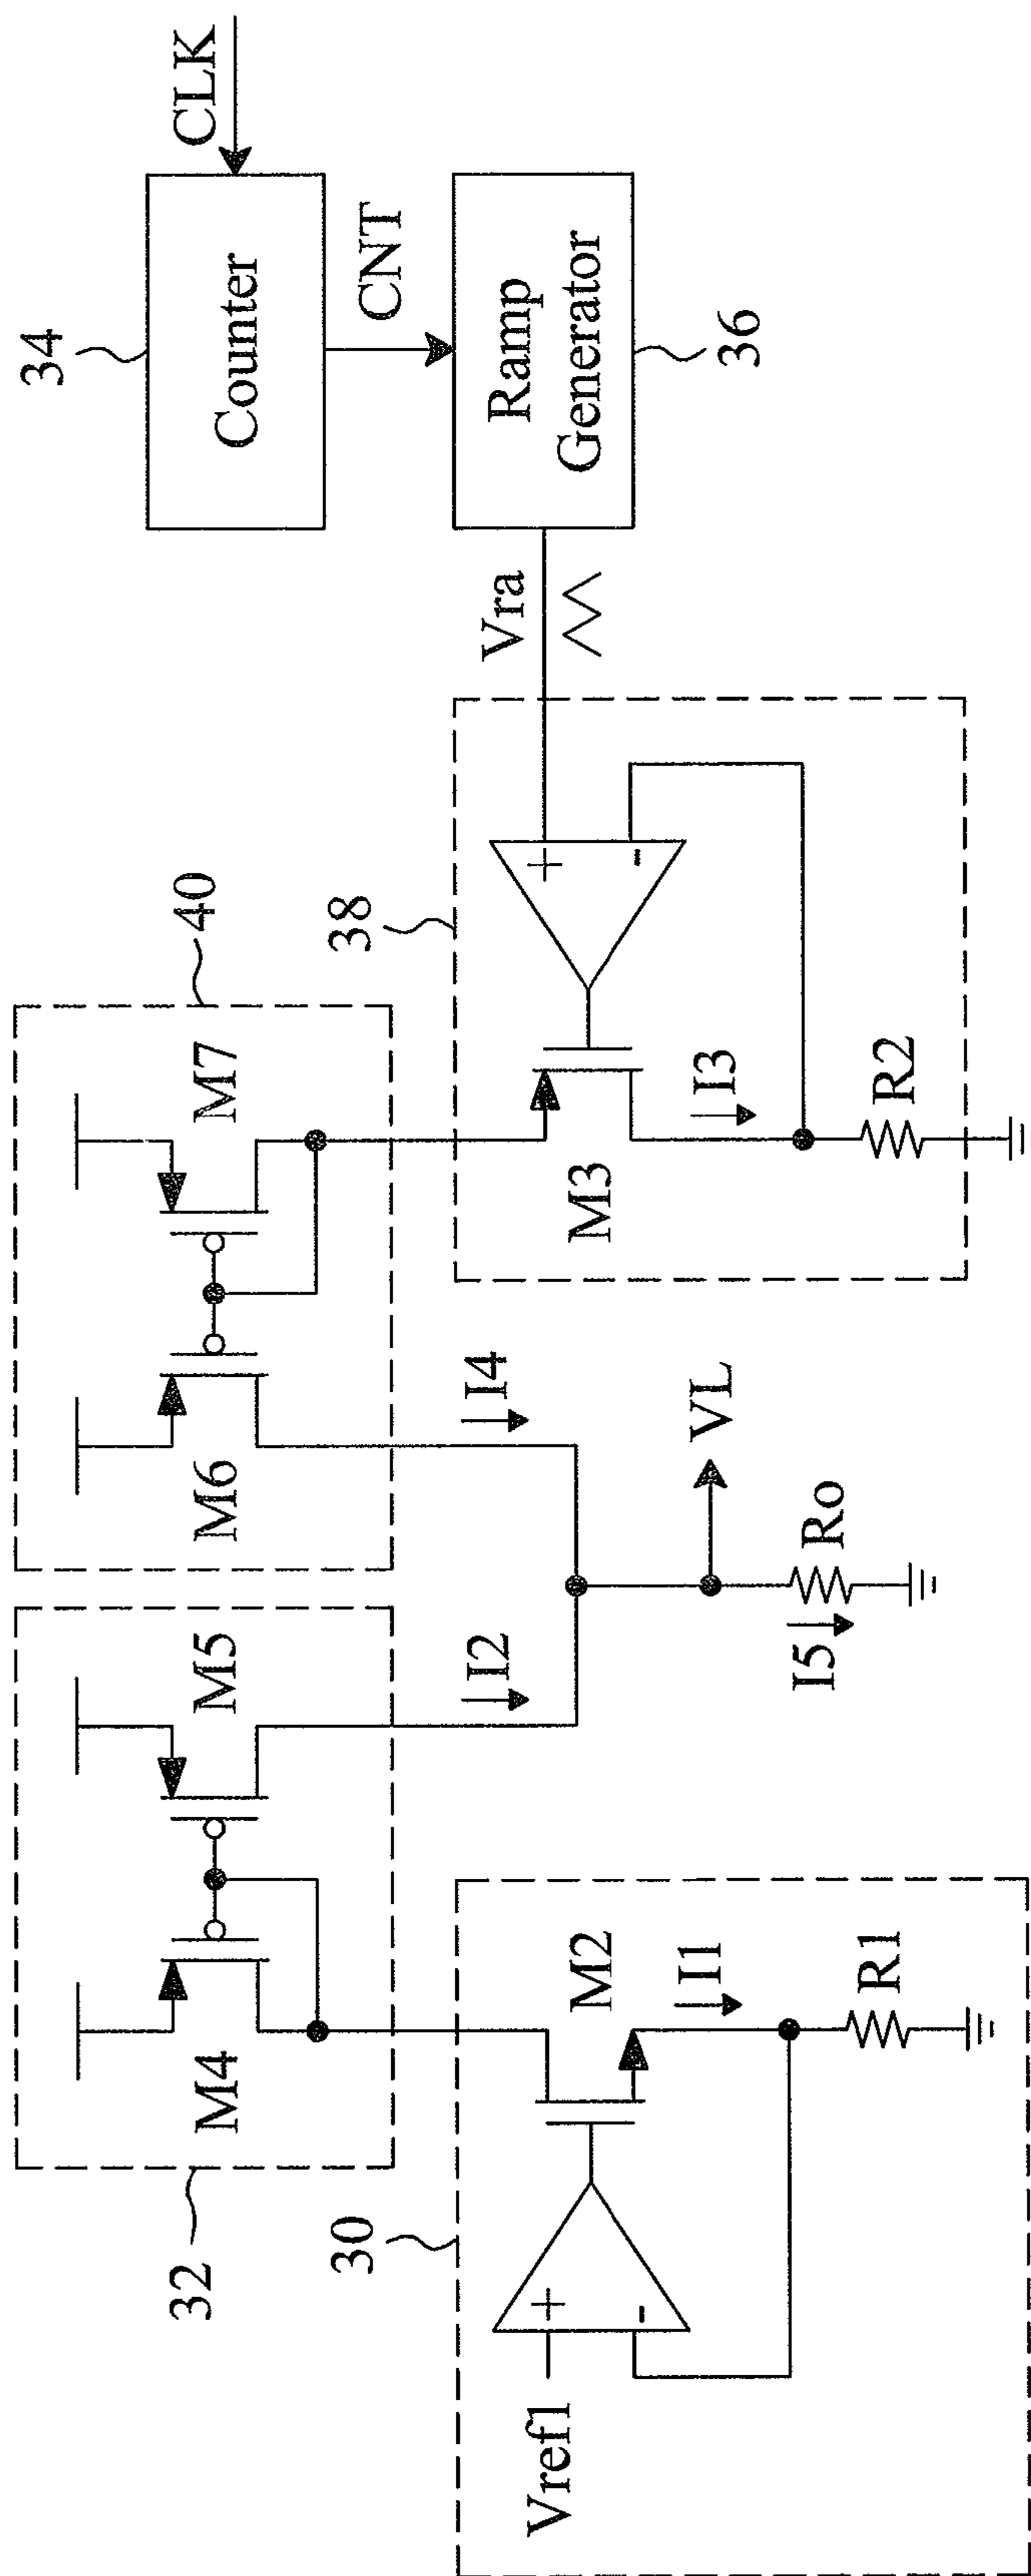 32
M4
M5
40
M6
M7
34
Counter
CLK
CNT
30
Vref1
+
-
M2
I1
R1
I2
I4
VL
I5
Ro
38
M3
I3
R2
+
-
Vra
Ramp
Generator
36